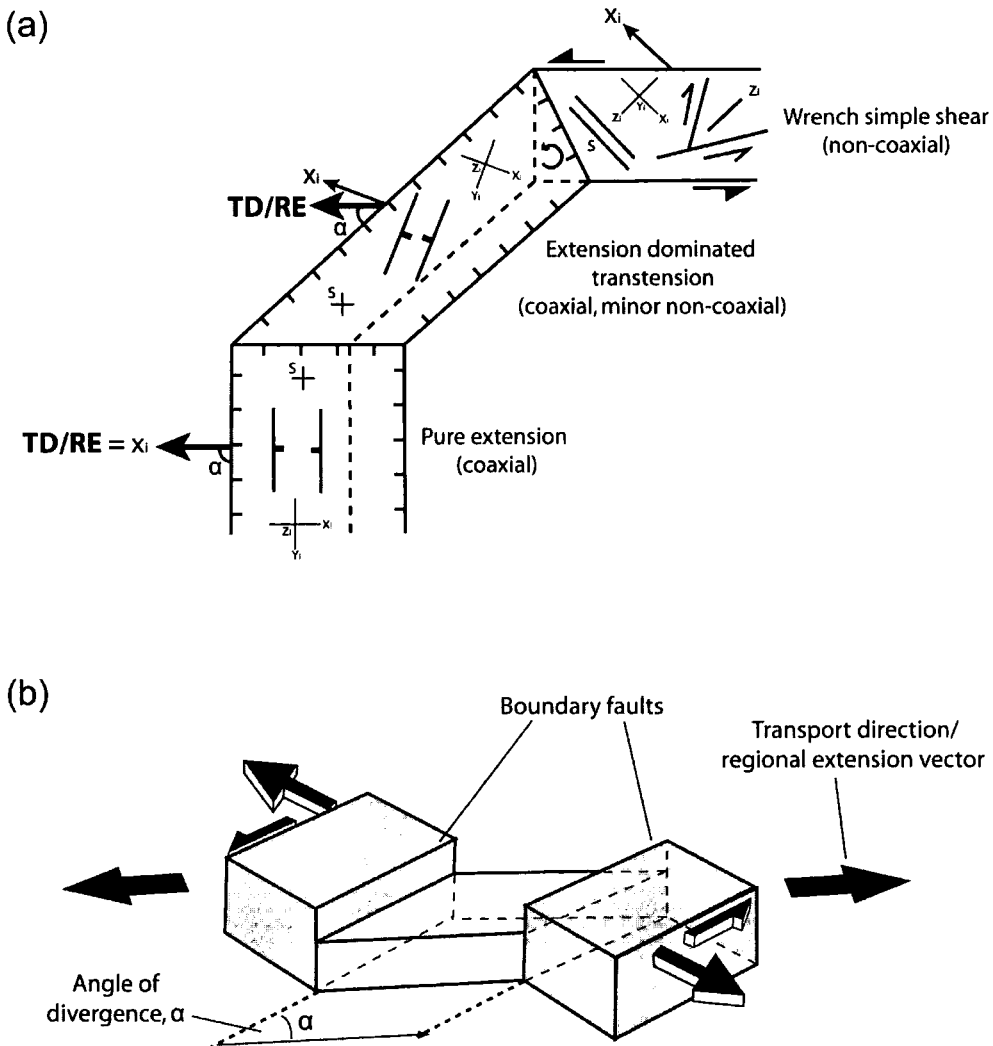 (a)
Xi
Zi
Zi
Yi
Xi
S
Wrench simple shear
(non-coaxial)
Xi
TD/RE
α
Zi
Xi
Yi
S
Extension dominated
transtension
(coaxial, minor non-coaxial)
S
TD/RE = Xi
α
Pure extension
(coaxial)
Zi
Xi
Yi
(b)
Boundary faults
Transport direction/
regional extension vector
Angle of
divergence, α
α